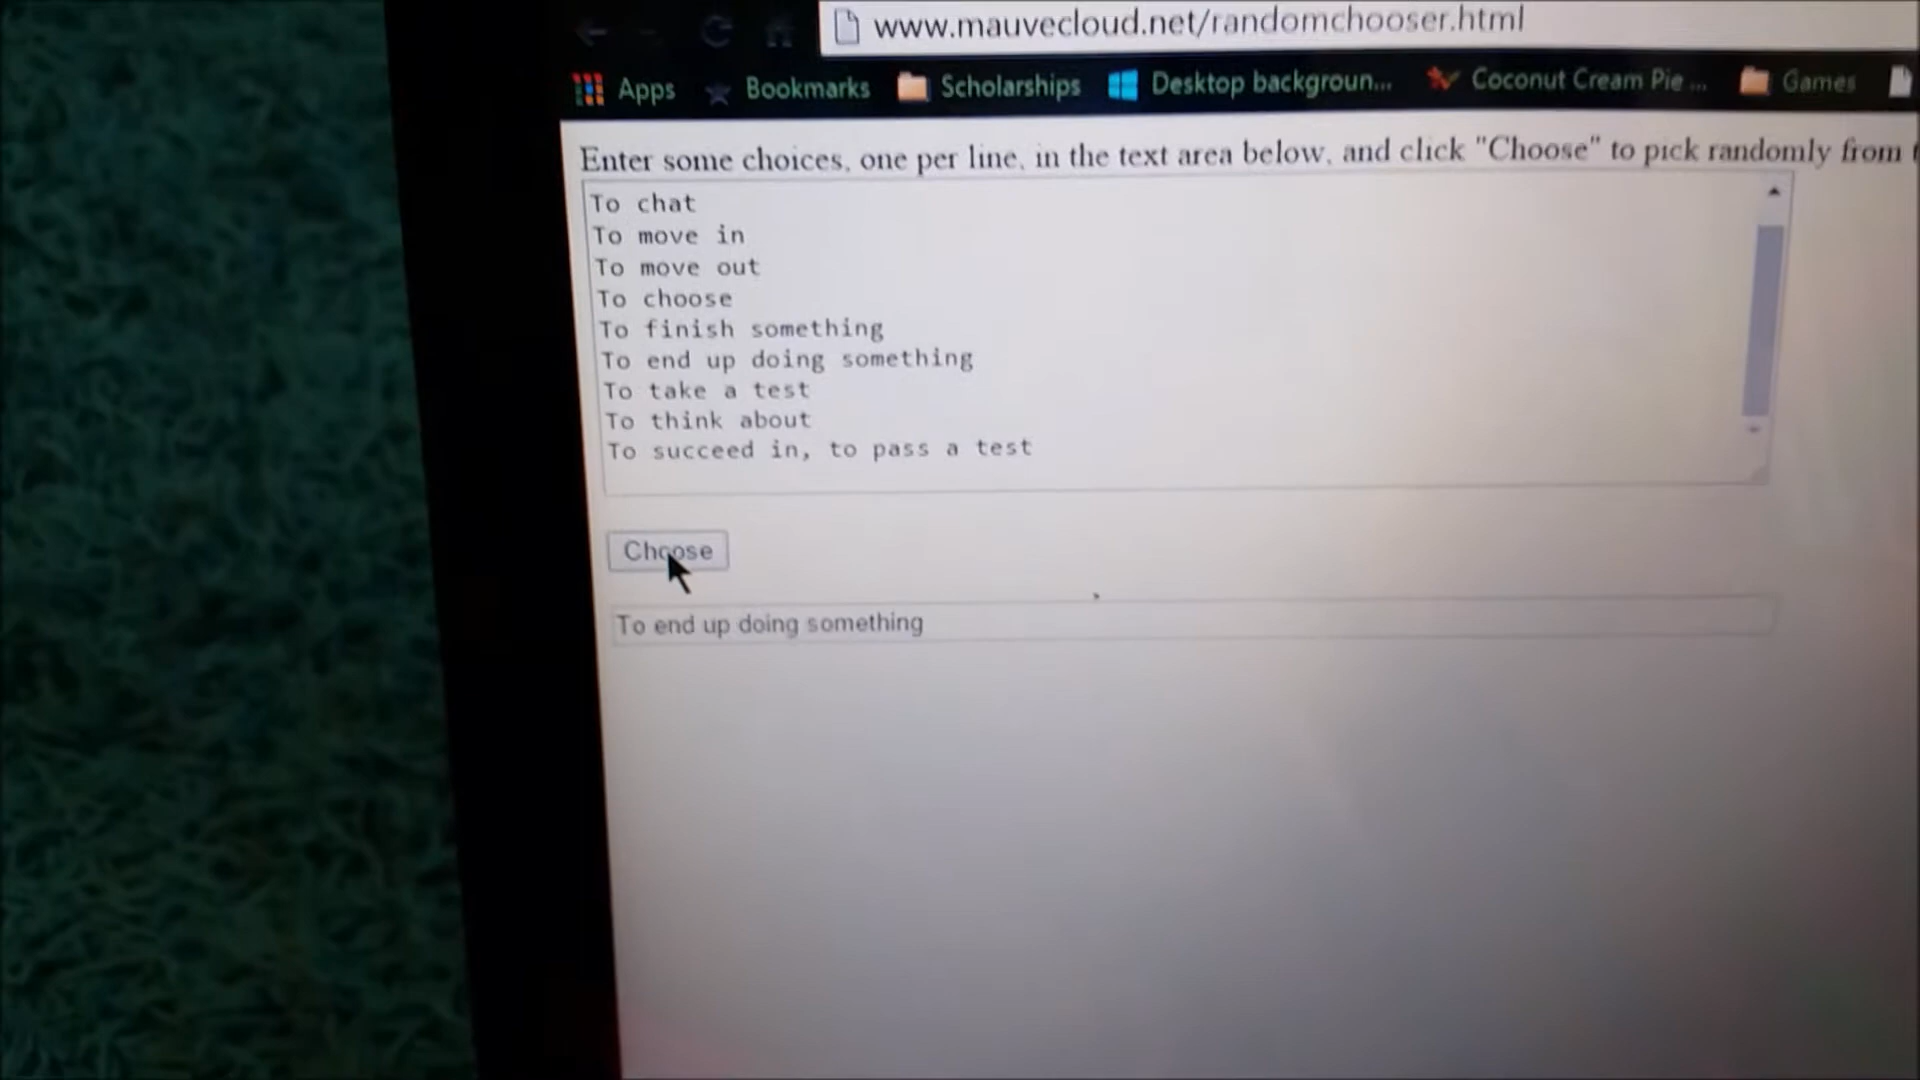 www.mauvecloud.net/randomchooser.html
Apps Bookmarks Scholarships Desktop backgroun... Coconut Cream Pie ... Games
Enter some choices, one per line, in the text area below, and click "Choose" to pick randomly from
To chat
To move in
To move out
To choose
To finish something
To end up doing something
To take a test
To think about
To succeed in, to pass a test
Choose
To end up doing something